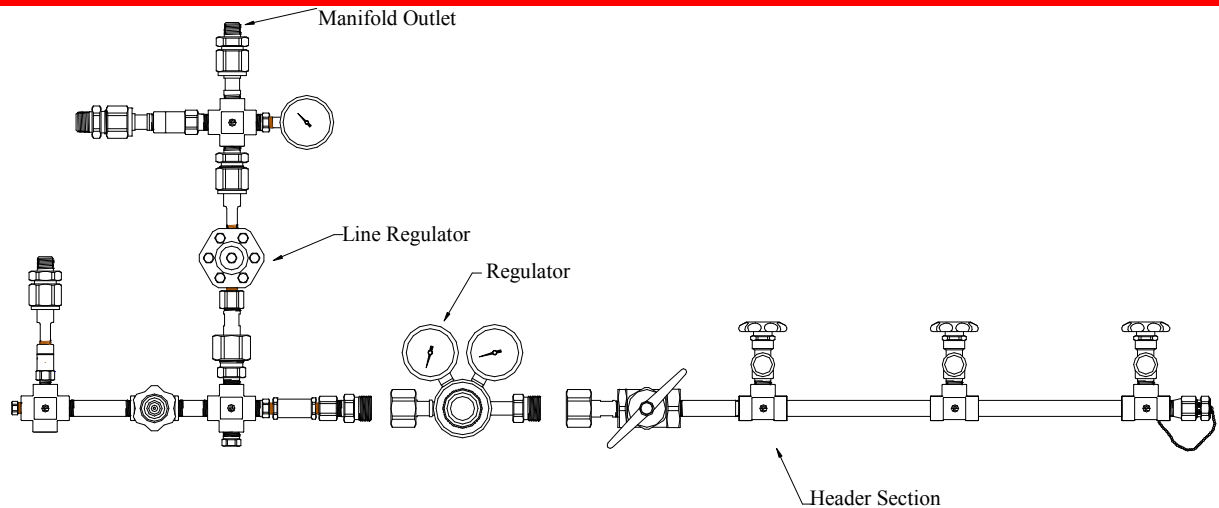 Manifold Outlet
Line Regulator
Regulator
Header Section